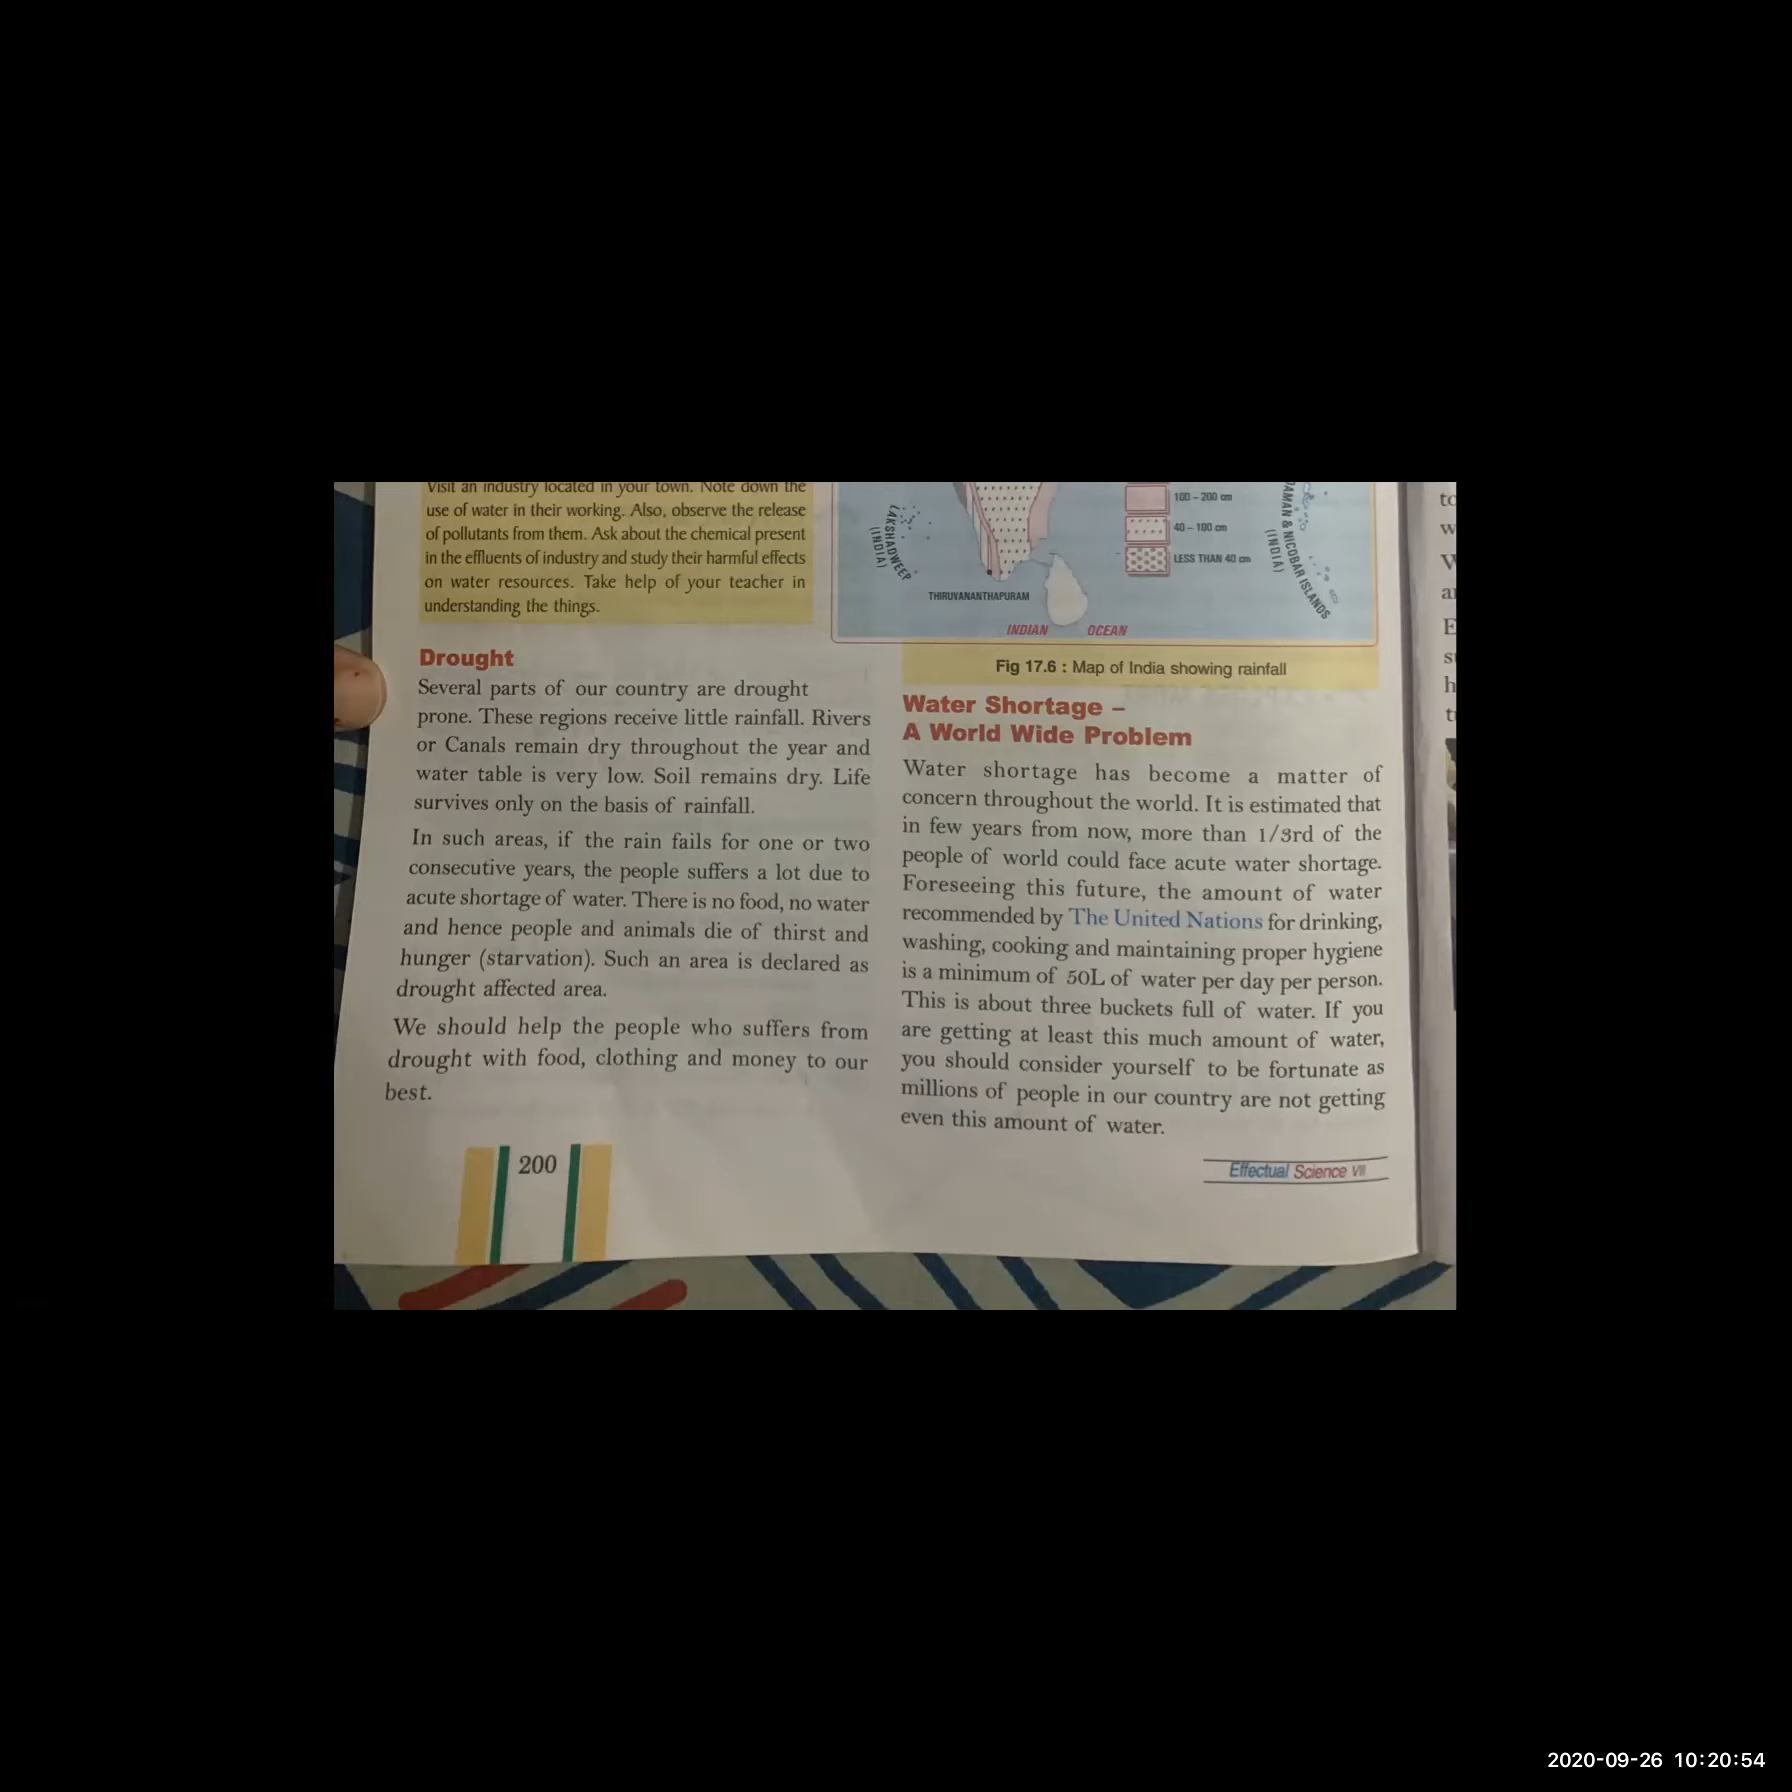 Visit an industry located in your town. Note down the
use of water in their working. Also, observe the release
of pollutants from them. Ask about the chemical present
in the effluents of industry and study their harmful effects
on water resources. Take help of your teacher in
understanding the things.
Drought
Several parts of our country are drought
prone. These regions receive little rainfall. Rivers
or Canals remain dry throughout the year and
water table is very low. Soil remains dry. Life
survives only on the basis of rainfall.
In such areas, if the rain fails for one or two
consecutive years, the people suffers a lot due to
acute shortage of water. There is no food, no water
and hence people and animals die of thirst and
hunger (starvation). Such an area is declared as
drought affected area.
We should help the people who suffers from
drought with food, clothing and money to our
best.
200
100 – 200 cm
40 – 100 cm
LESS THAN 40 cm
LAKSHADWEEP
(INDIA)
& NICOBAR ISLANDS
(INDIA)
THIRUVANANTHAPURAM
INDIAN OCEAN
Fig 17.6 : Map of India showing rainfall
Water Shortage –
A World Wide Problem
Water shortage has become a matter of
concern throughout the world. It is estimated that
in few years from now, more than 1/3rd of the
people of world could face acute water shortage.
Foreseeing this future, the amount of water
recommended by The United Nations for drinking,
washing, cooking and maintaining proper hygiene
is a minimum of 50L of water per day per person.
This is about three buckets full of water. If you
are getting at least this much amount of water,
you should consider yourself to be fortunate as
millions of people in our country are not getting
even this amount of water.
Effectual Science VII
2020-09-26 10:20:54